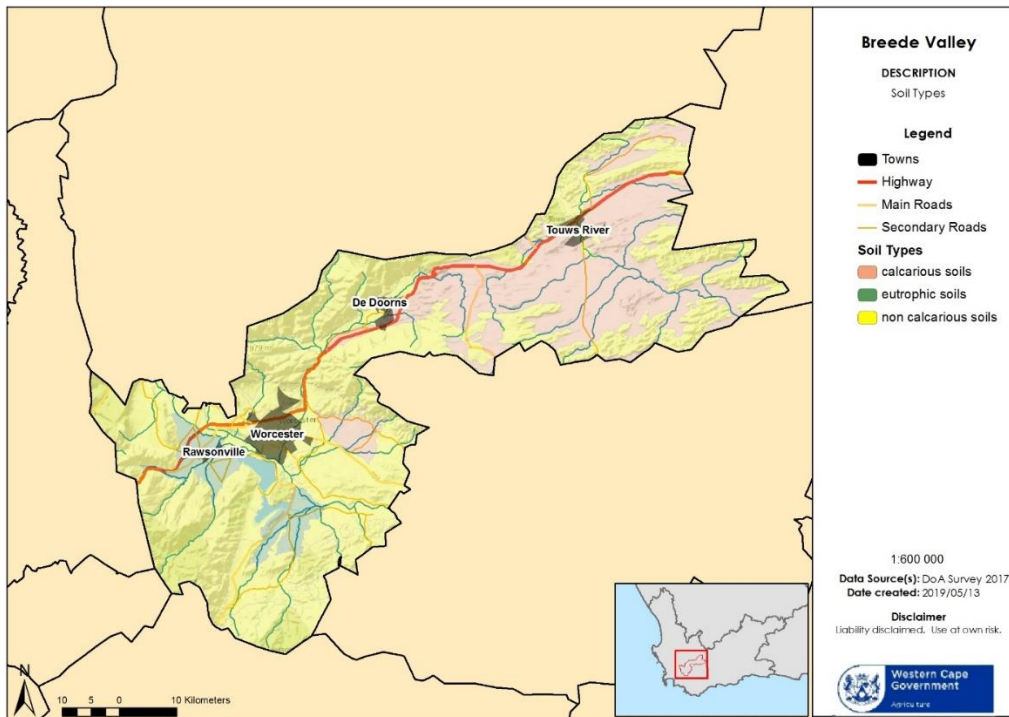 Breede Valley
DESCRIPTION
Soil Types
Legend
Towns
Highway
Main Roads
Secondary Roads
Soil Types
calcarious soils
eutrophic soils
non calcarious soils
Touws River
De Doorns
Worcester
Rawsonville
1:600 000
Data Source(s): DoA Survey 2017
Date created: 2019/05/13
Disclaimer
Liability disclaimed. Use at own risk.
N
10 5 0 10 Kilometers
Western Cape
Government
Agriculture